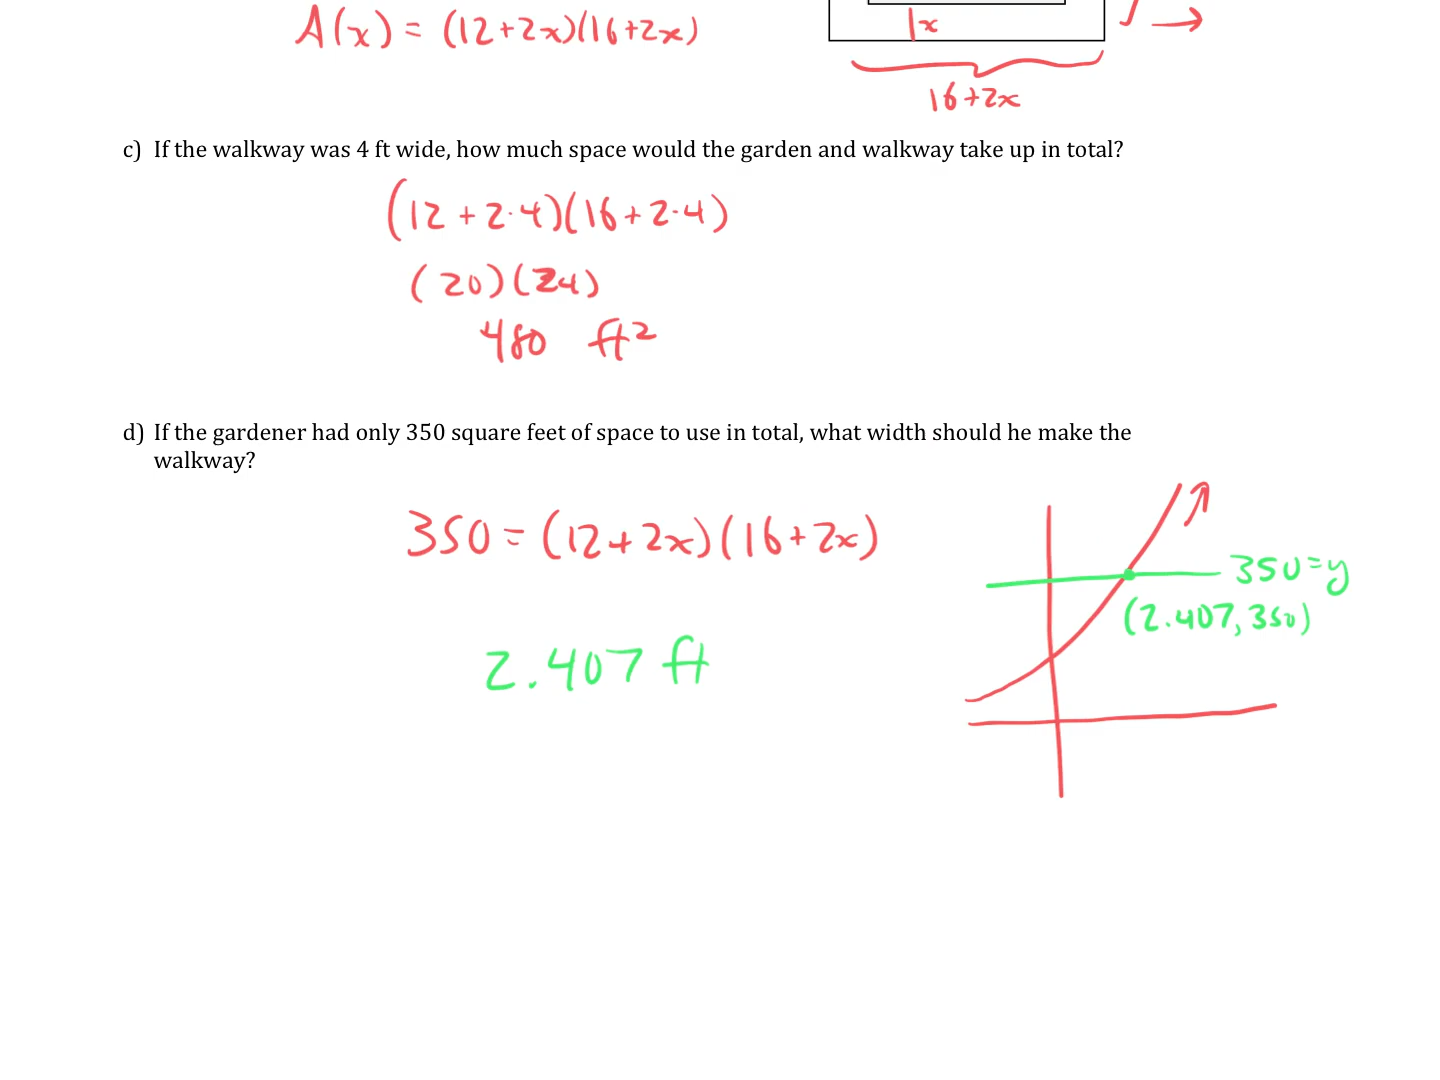 A(x) = (12+2x)(16+2x)
x
16+2x
c) If the walkway was 4 ft wide, how much space would the garden and walkway take up in total?
(12 + 2·4)(16+2·4)
(20)(24)
480 ft²
d) If the gardener had only 350 square feet of space to use in total, what width should he make the
walkway?
350 = (12+2x)(16+2x)
350=y
(2.407, 350)
2.407 ft